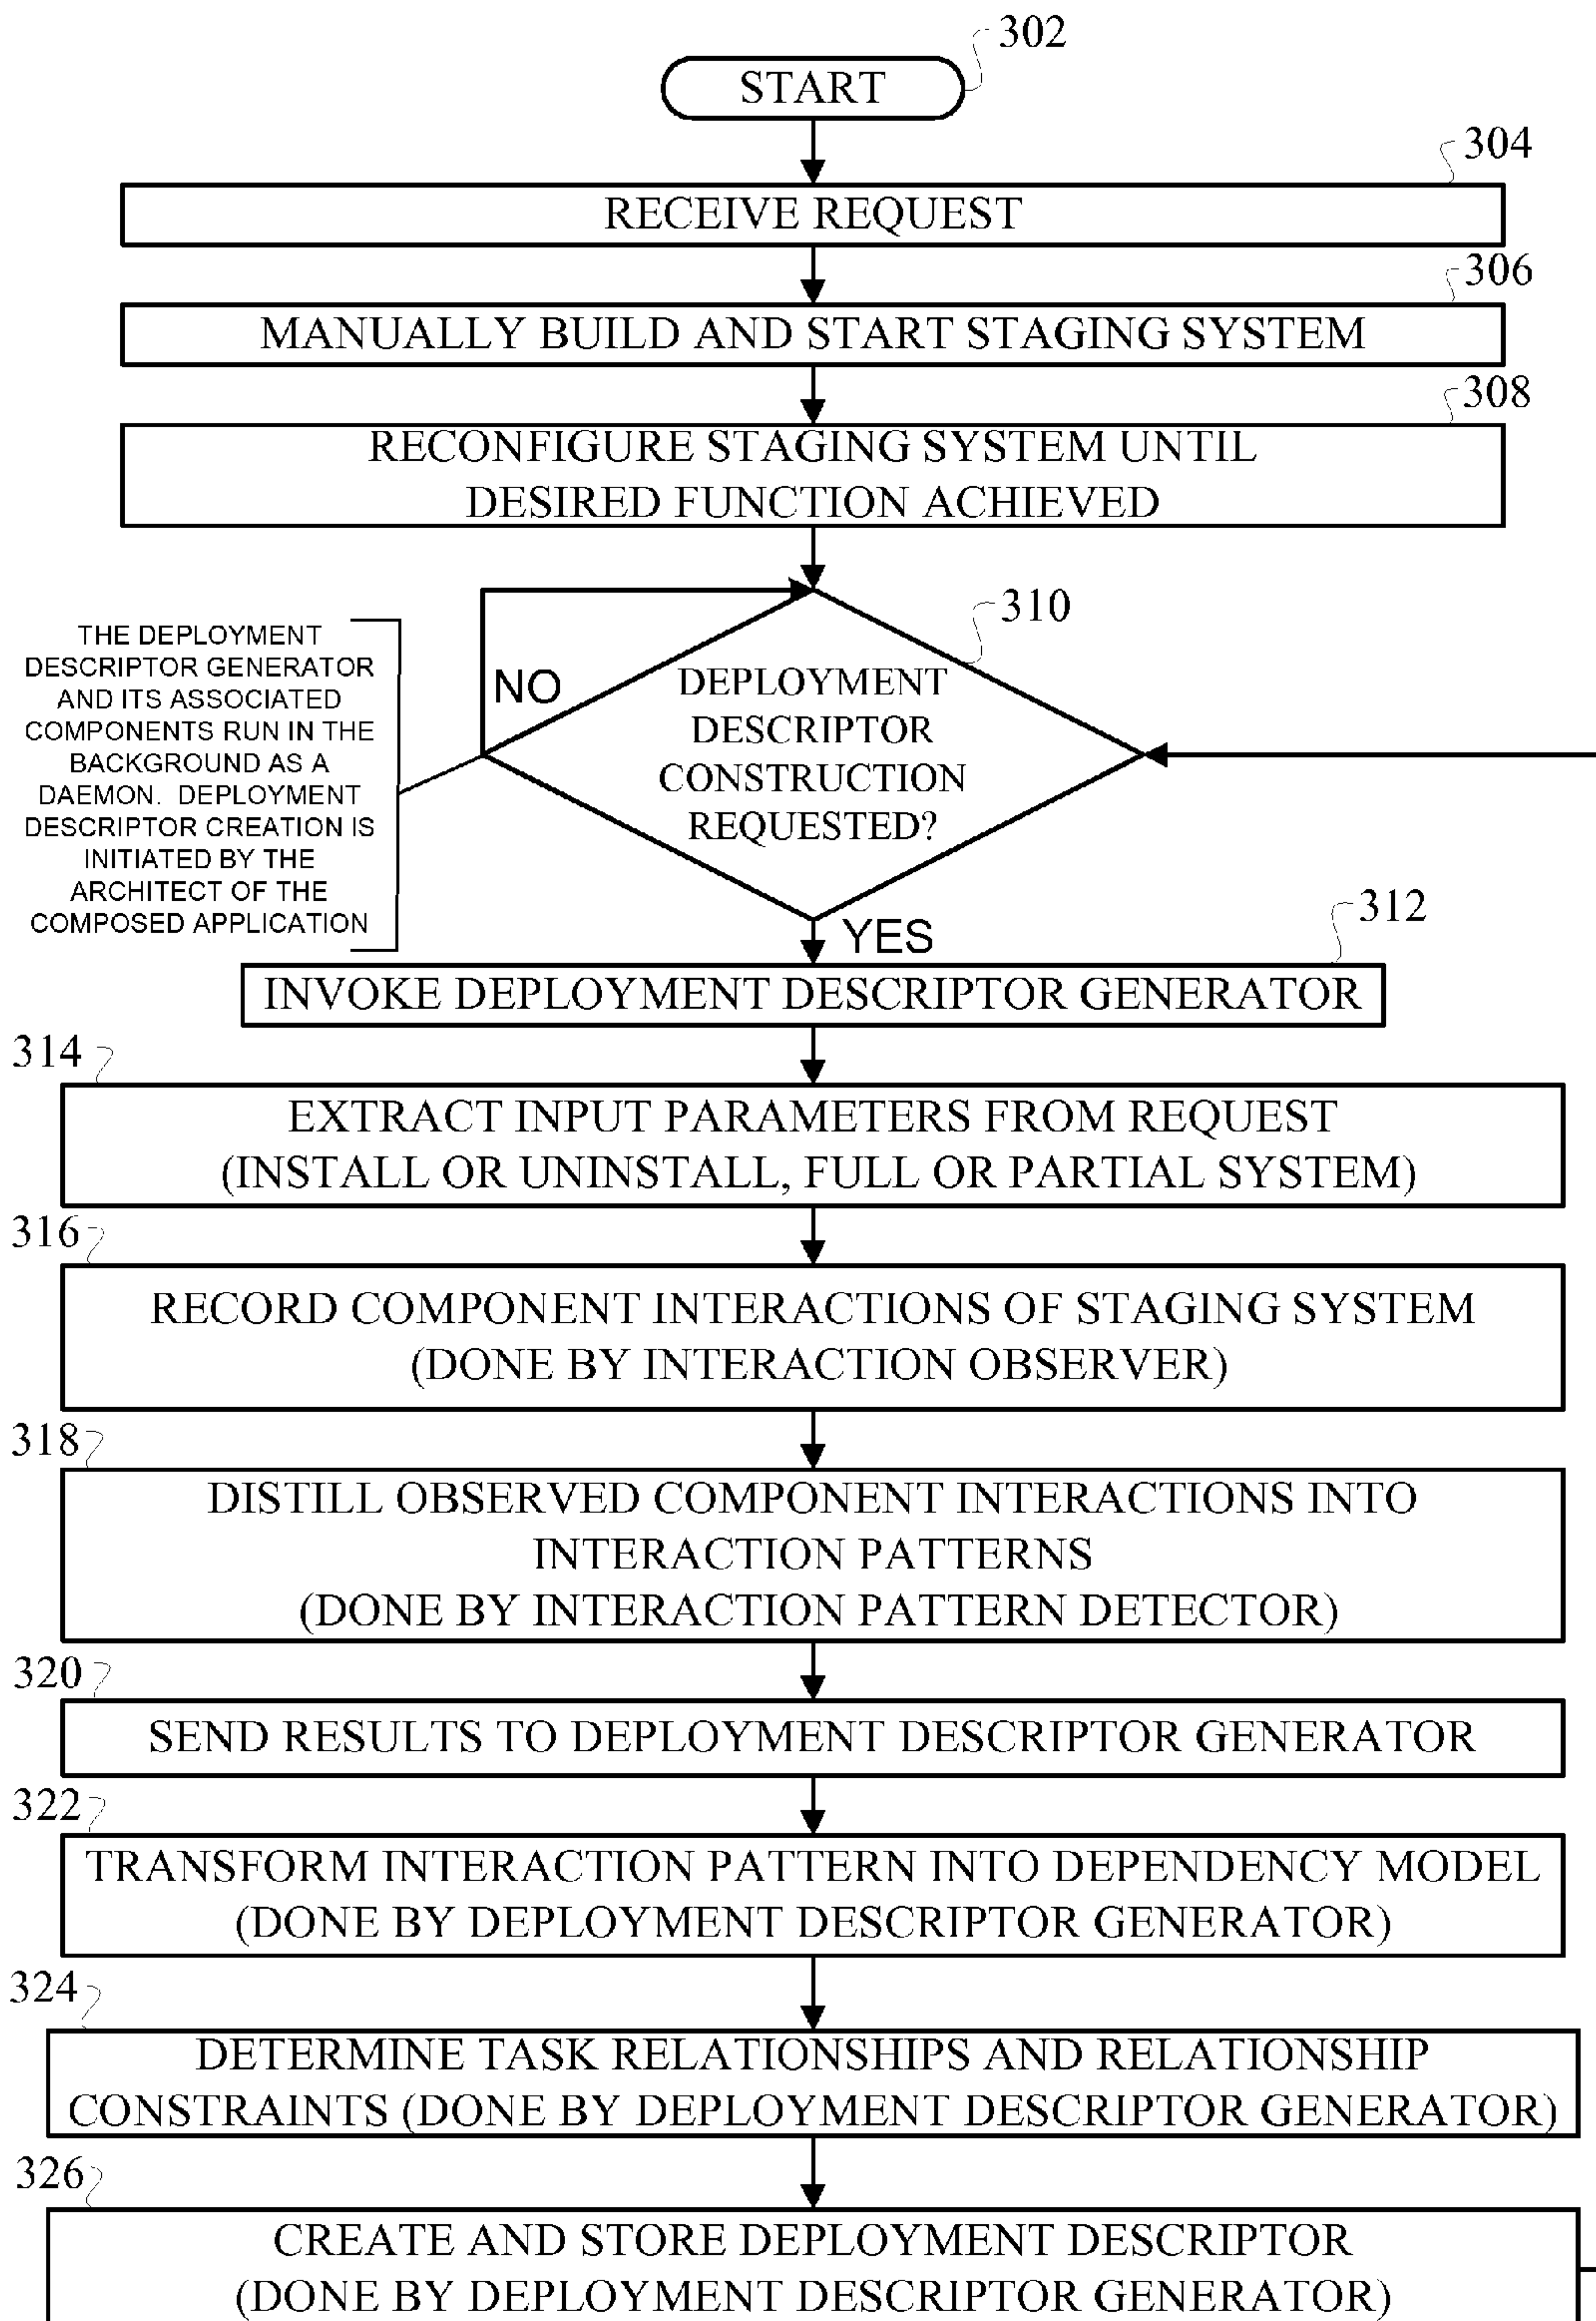 302
START
304
RECEIVE REQUEST
306
MANUALLY BUILD AND START STAGING SYSTEM
308
RECONFIGURE STAGING SYSTEM UNTIL
DESIRED FUNCTION ACHIEVED
310
THE DEPLOYMENT
DESCRIPTOR GENERATOR
AND ITS ASSOCIATED
COMPONENTS RUN IN THE
BACKGROUND AS A
DAEMON. DEPLOYMENT
DESCRIPTOR CREATION IS
INITIATED BY THE
ARCHITECT OF THE
COMPOSED APPLICATION
NO
DEPLOYMENT
DESCRIPTOR
CONSTRUCTION
REQUESTED?
YES
312
INVOKE DEPLOYMENT DESCRIPTOR GENERATOR
314
EXTRACT INPUT PARAMETERS FROM REQUEST
(INSTALL OR UNINSTALL, FULL OR PARTIAL SYSTEM)
316
RECORD COMPONENT INTERACTIONS OF STAGING SYSTEM
(DONE BY INTERACTION OBSERVER)
318
DISTILL OBSERVED COMPONENT INTERACTIONS INTO
INTERACTION PATTERNS
(DONE BY INTERACTION PATTERN DETECTOR)
320
SEND RESULTS TO DEPLOYMENT DESCRIPTOR GENERATOR
322
TRANSFORM INTERACTION PATTERN INTO DEPENDENCY MODEL
(DONE BY DEPLOYMENT DESCRIPTOR GENERATOR)
324
DETERMINE TASK RELATIONSHIPS AND RELATIONSHIP
CONSTRAINTS (DONE BY DEPLOYMENT DESCRIPTOR GENERATOR)
326
CREATE AND STORE DEPLOYMENT DESCRIPTOR
(DONE BY DEPLOYMENT DESCRIPTOR GENERATOR)